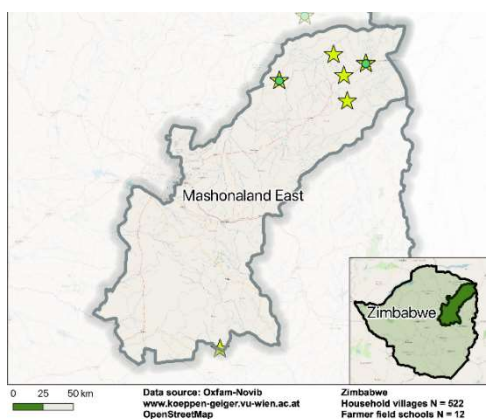 Mashonaland East
Zimbabwe
0 25 50 km
Data source: Oxfam-Novib
www.koeppen-geiger.vu-wien.ac.at
OpenStreetMap
Zimbabwe
Household villages N = 522
Farmer field schools N = 12